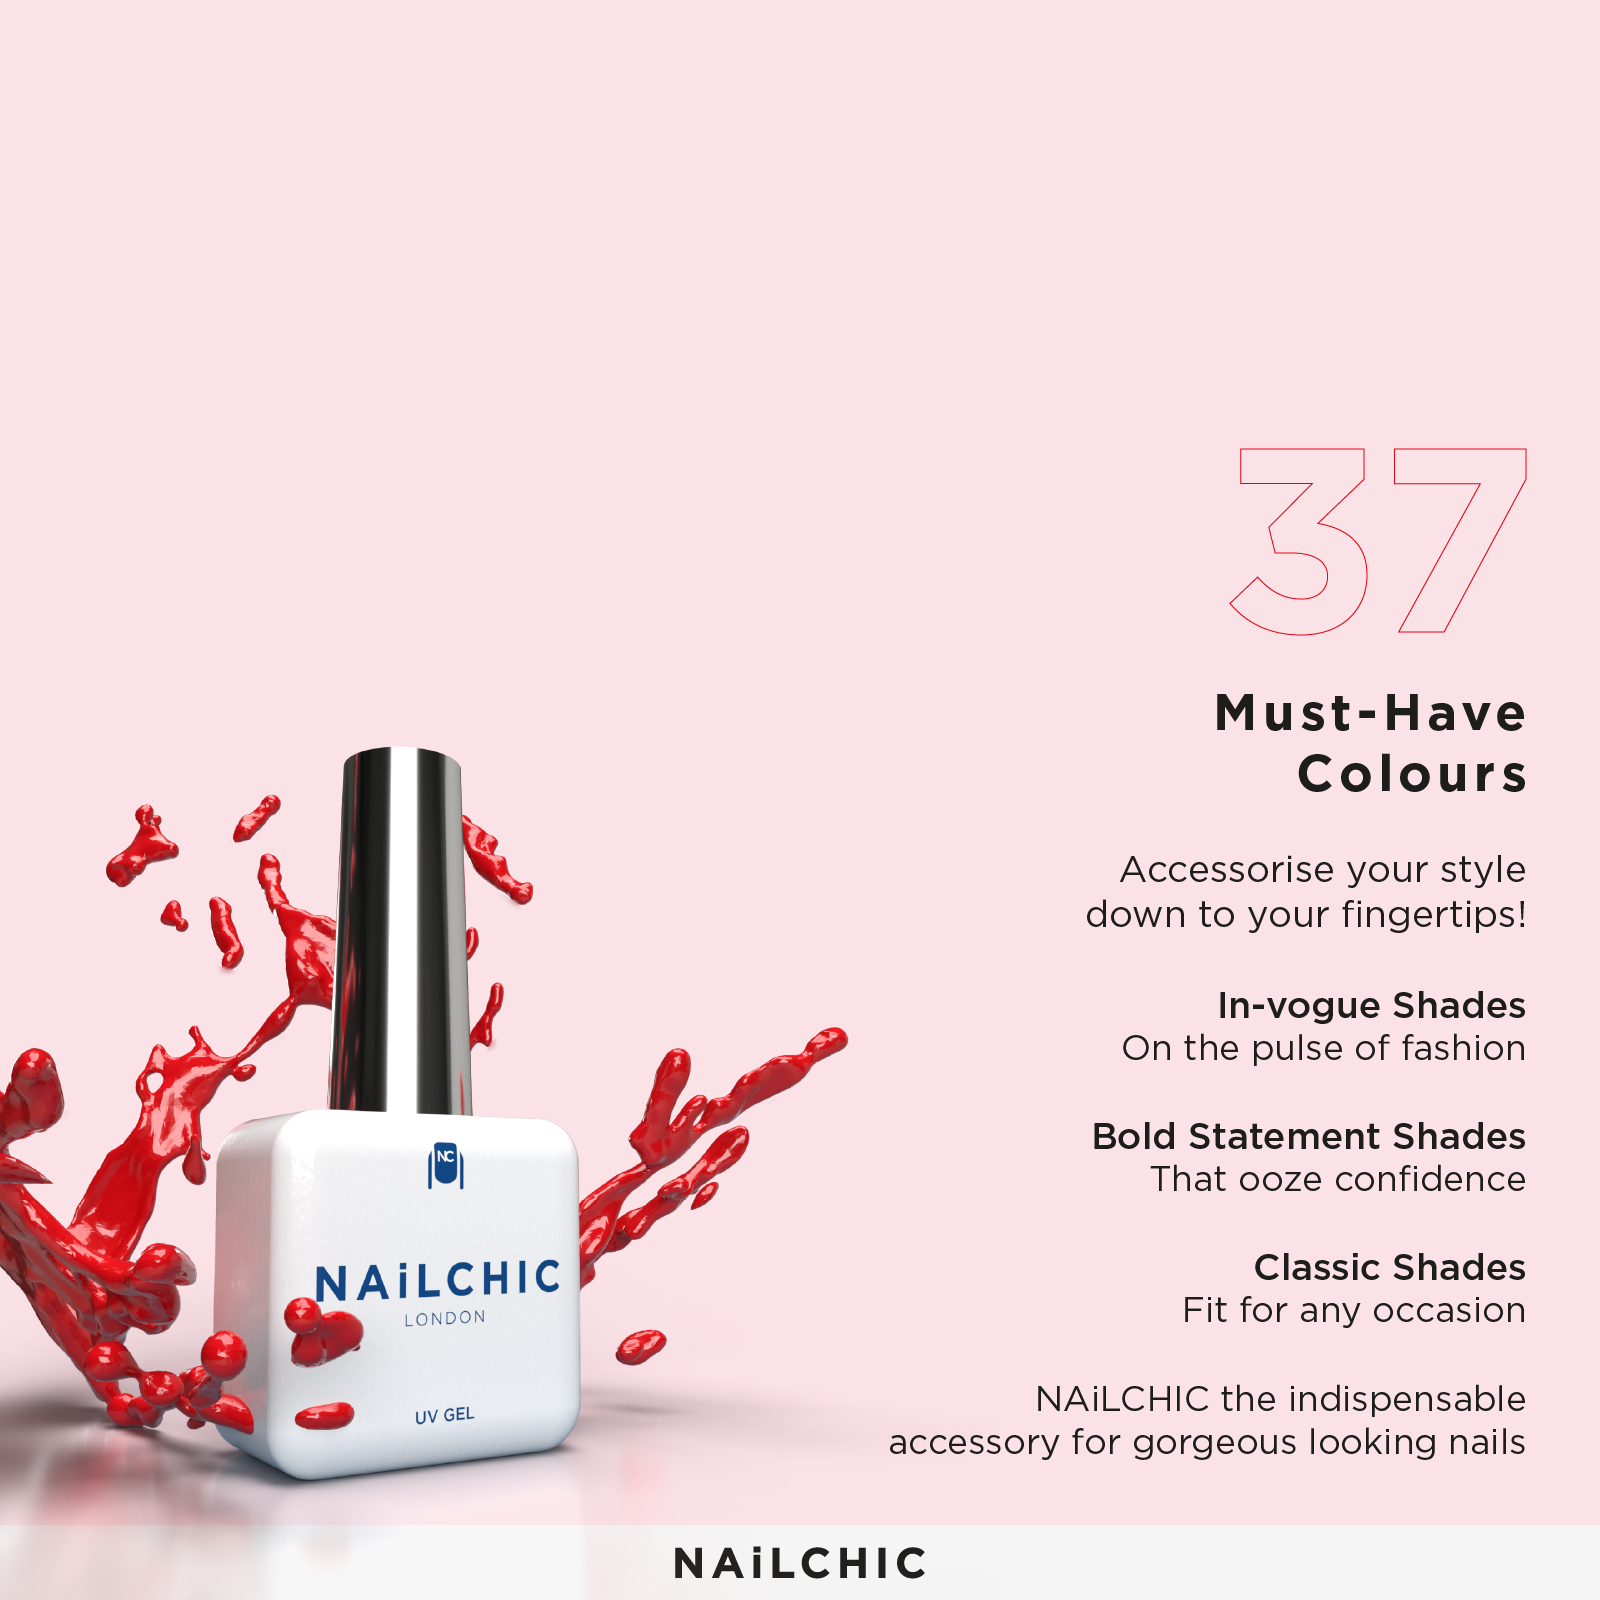 37
Must-Have
Colours
Accessorise your style
down to your fingertips!
In-vogue Shades
On the pulse of fashion
Bold Statement Shades
That ooze confidence
Classic Shades
Fit for any occasion
NAiLCHIC the indispensable
accessory for gorgeous looking nails
NC
NAiLCHIC
LONDON
UV GEL
NAiLCHIC